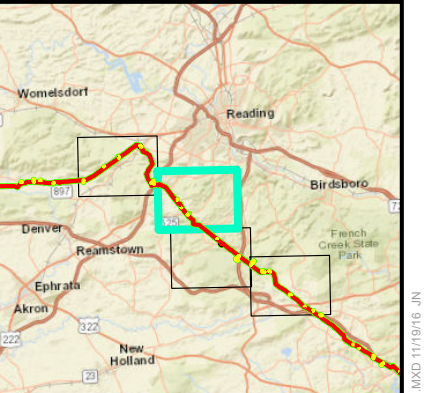 Womelsdorf
Reading
Birdsboro
897
Denver
Reamstown
French
Creek State
Park
Ephrata
Akron
322
222
New
Holland
23
.MXD 11/19/16 JN